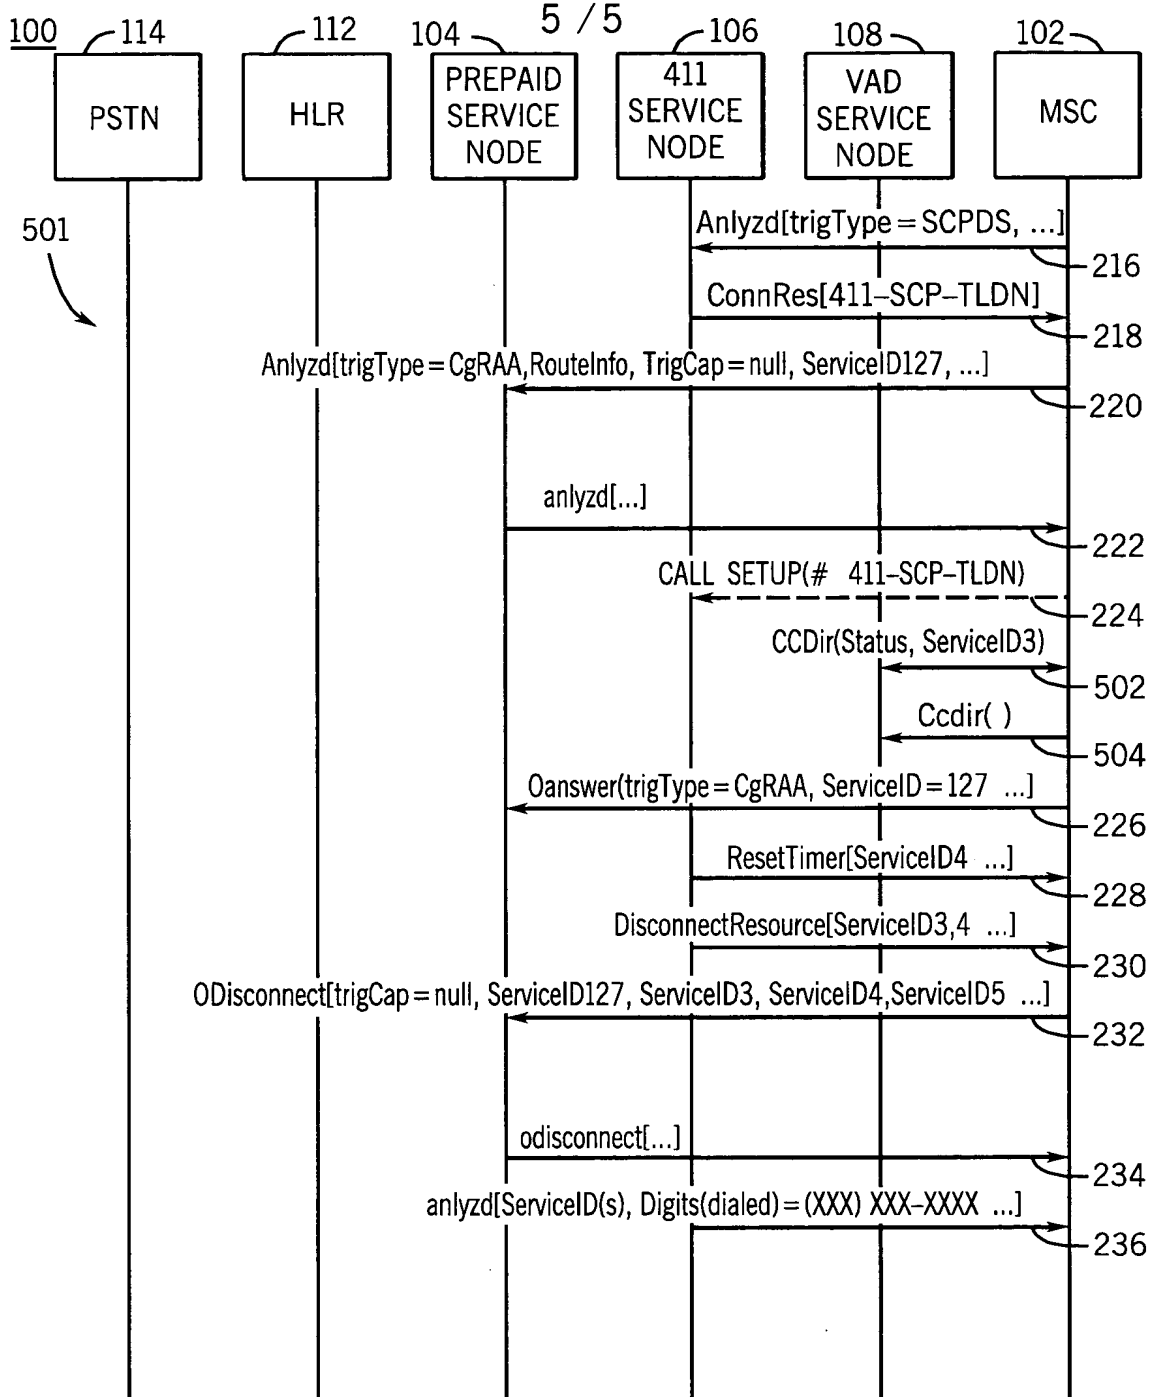 5 / 5
100
114
112
104
106
108
102
PSTN
HLR
PREPAID
SERVICE
NODE
411
SERVICE
NODE
VAD
SERVICE
NODE
MSC
501
Anlyzd[trigType = SCPDS, ...]
216
ConnRes[411–SCP–TLDN]
218
Anlyzd[trigType = CgRAA,RouteInfo, TrigCap = null, ServiceID127, ...]
220
anlyzd[...]
222
CALL SETUP(# 411–SCP–TLDN)
224
CCDir(Status, ServiceID3)
502
Ccdir( )
504
Oanswer(trigType = CgRAA, ServiceID = 127 ...]
226
ResetTimer[ServiceID4 ...]
228
DisconnectResource[ServiceID3,4 ...]
230
ODisconnect[trigCap = null, ServiceID127, ServiceID3, ServiceID4,ServiceID5 ...]
232
odisconnect[...]
234
anlyzd[ServiceID(s), Digits(dialed) = (XXX) XXX–XXXX ...]
236